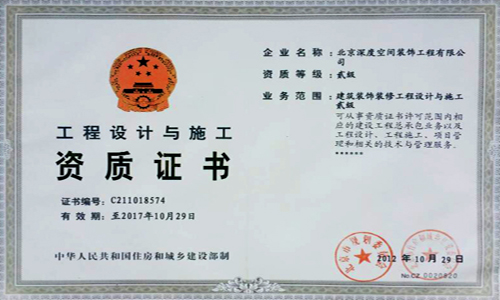 企业名称：北京深度空间装饰工程有限公
司
资质等级：贰级
业务范围：建筑装饰装修工程设计与施工
贰级
可从事资质证书许可范围内相
应的建设工程总承包业务以及
工程设计、工程施工、项目管
理和相关的技术与管理服务。
******
工程设计与施工
资质证书
证书编号：C211018574
有效期：至2017年10月29日
中华人民共和国住房和城乡建设部制
2012年10月29日
No.CZ 0020820